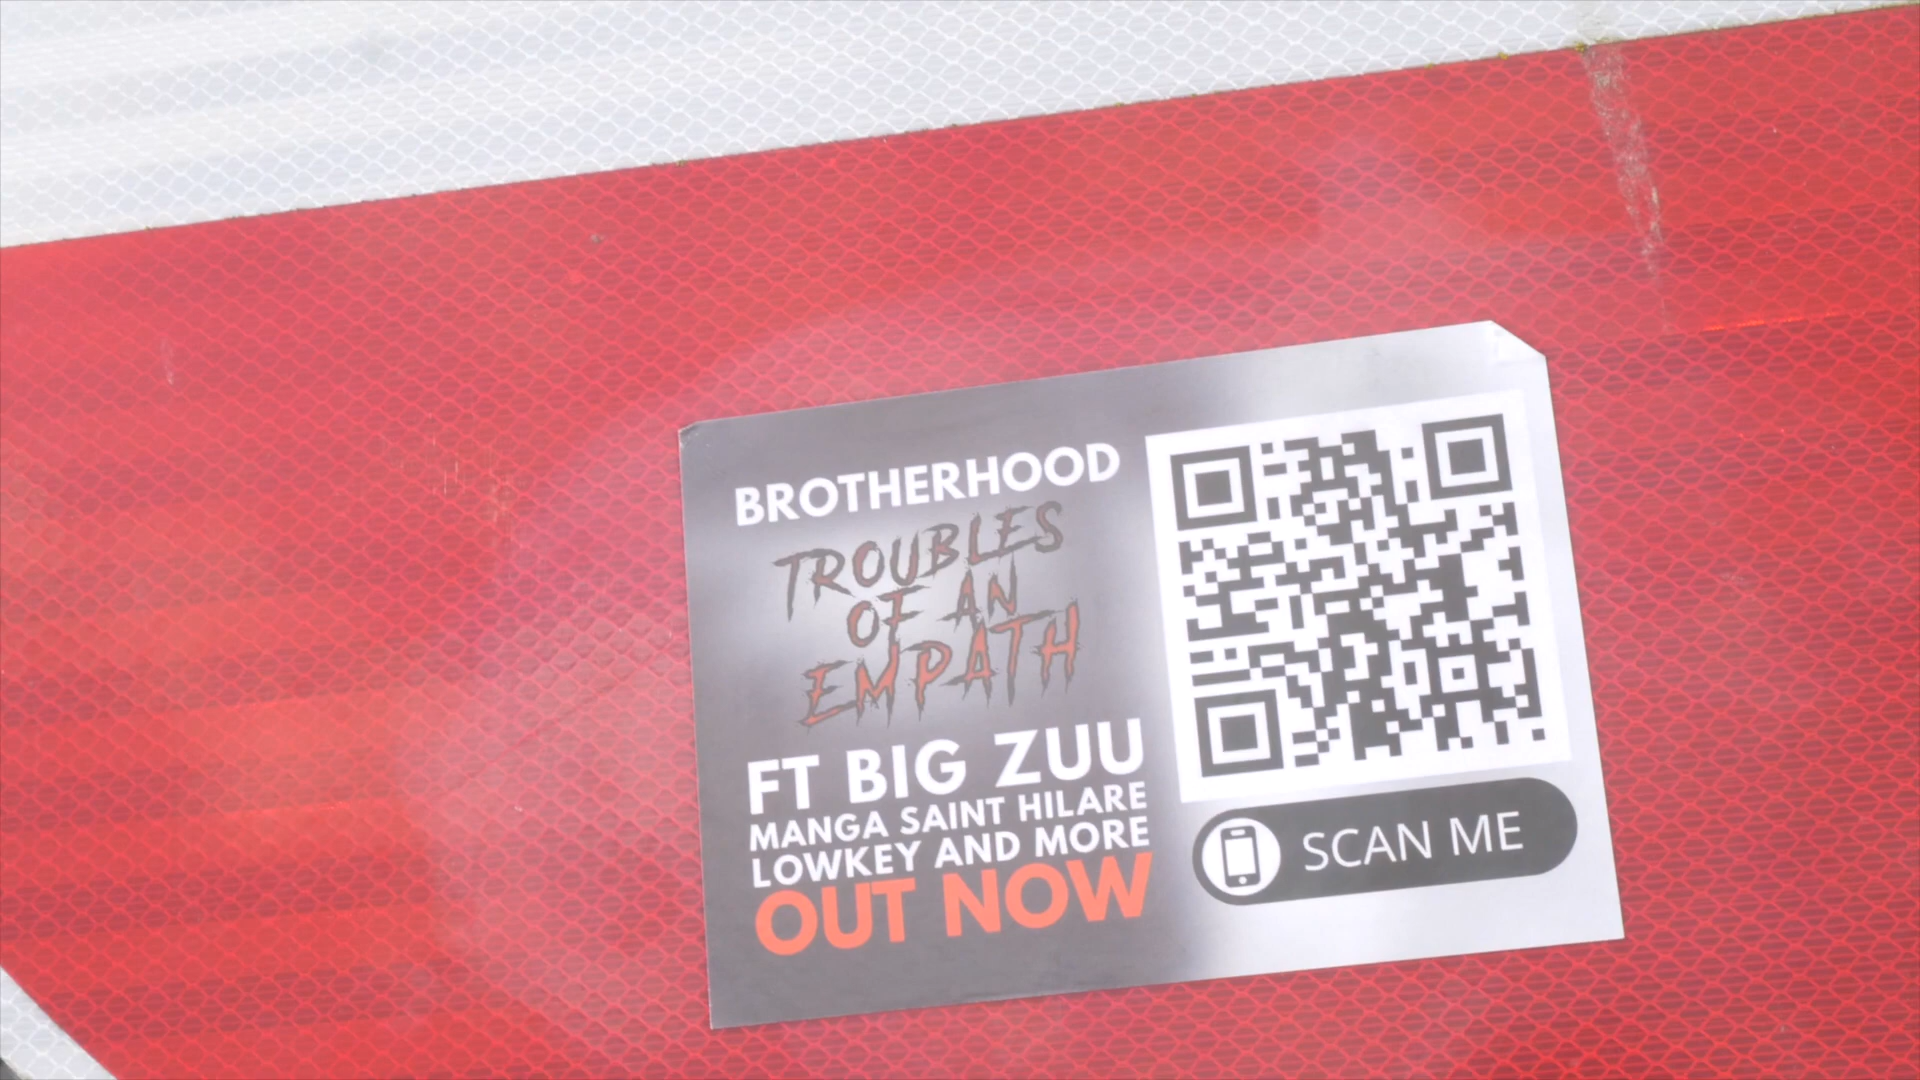 BROTHERHOOD
TROUBLES
OF AN
EMPATH
FT BIG ZUU
MANGA SAINT HILARE
LOWKEY AND MORE
OUT NOW
SCAN ME